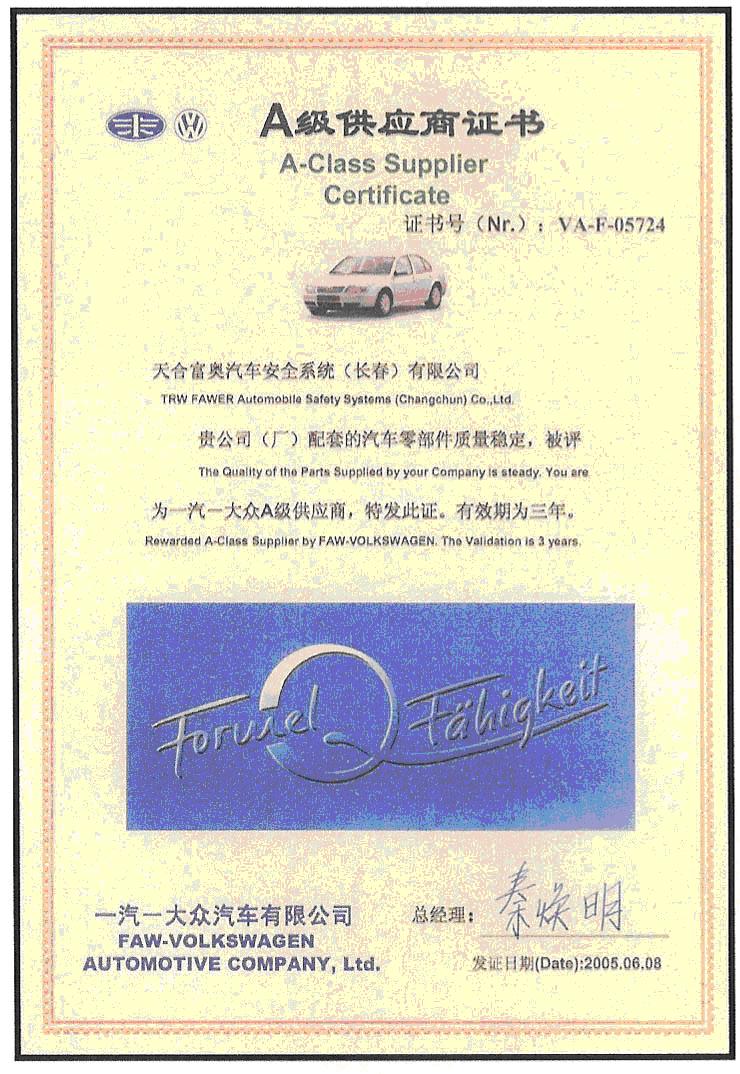 A级供应商证书
A-Class Supplier
Certificate
证书号（Nr.）：VA-F-05724
天合富奥汽车安全系统（长春）有限公司
TRW FAWER Automobile Safety Systems (Changchun) Co.,Ltd.
贵公司（厂）配套的汽车零部件质量稳定，被评
The Quality of the Parts Supplied by your Company is steady. You are
为一汽一大众A级供应商，特发此证。有效期为三年。
Rewarded A-Class Supplier by FAW-VOLKSWAGEN. The Validation is 3 years.
Formel Q Fähigkeit
一汽一大众汽车有限公司
FAW-VOLKSWAGEN
AUTOMOTIVE COMPANY, Ltd.
总经理：秦焕明
发证日期(Date):2005.06.08